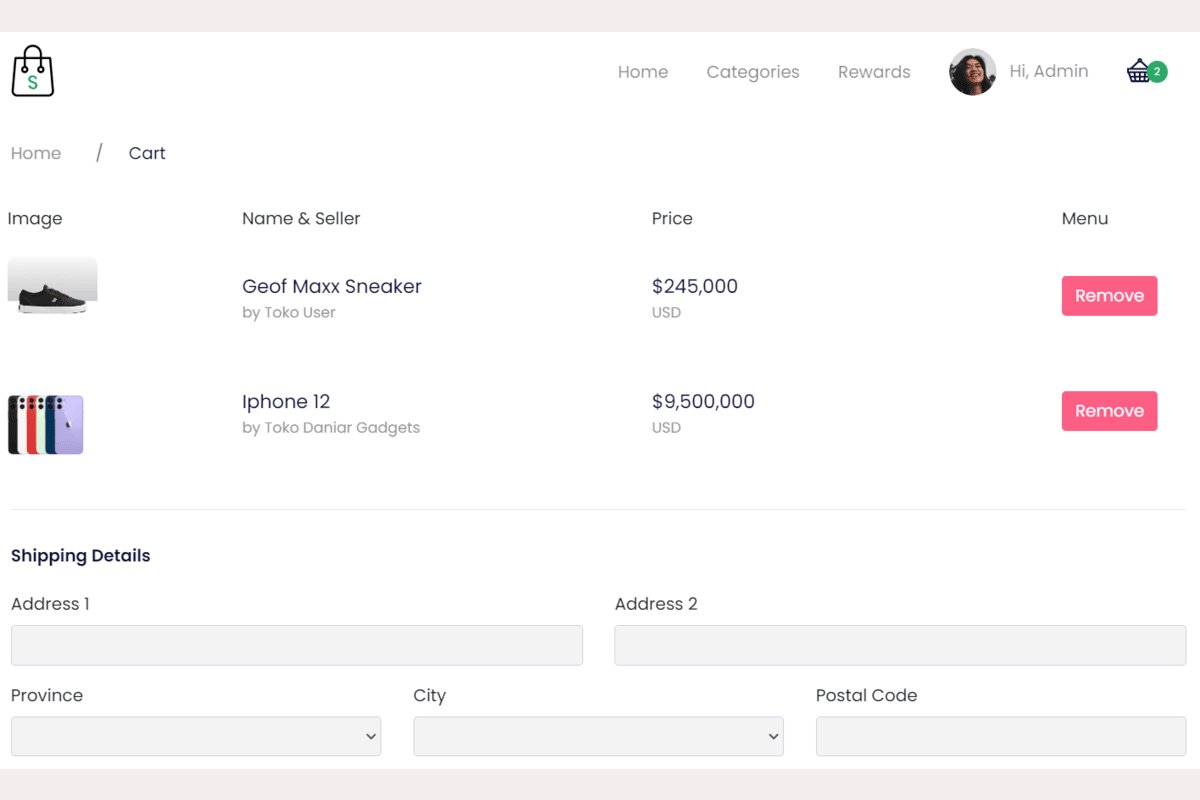 S
Home Categories Rewards Hi, Admin 2
Home / Cart
Image Name & Seller Price Menu
Geof Maxx Sneaker $245,000 Remove
by Toko User USD
Iphone 12 $9,500,000 Remove
by Toko Daniar Gadgets USD
Shipping Details
Address 1 Address 2
Province City Postal Code